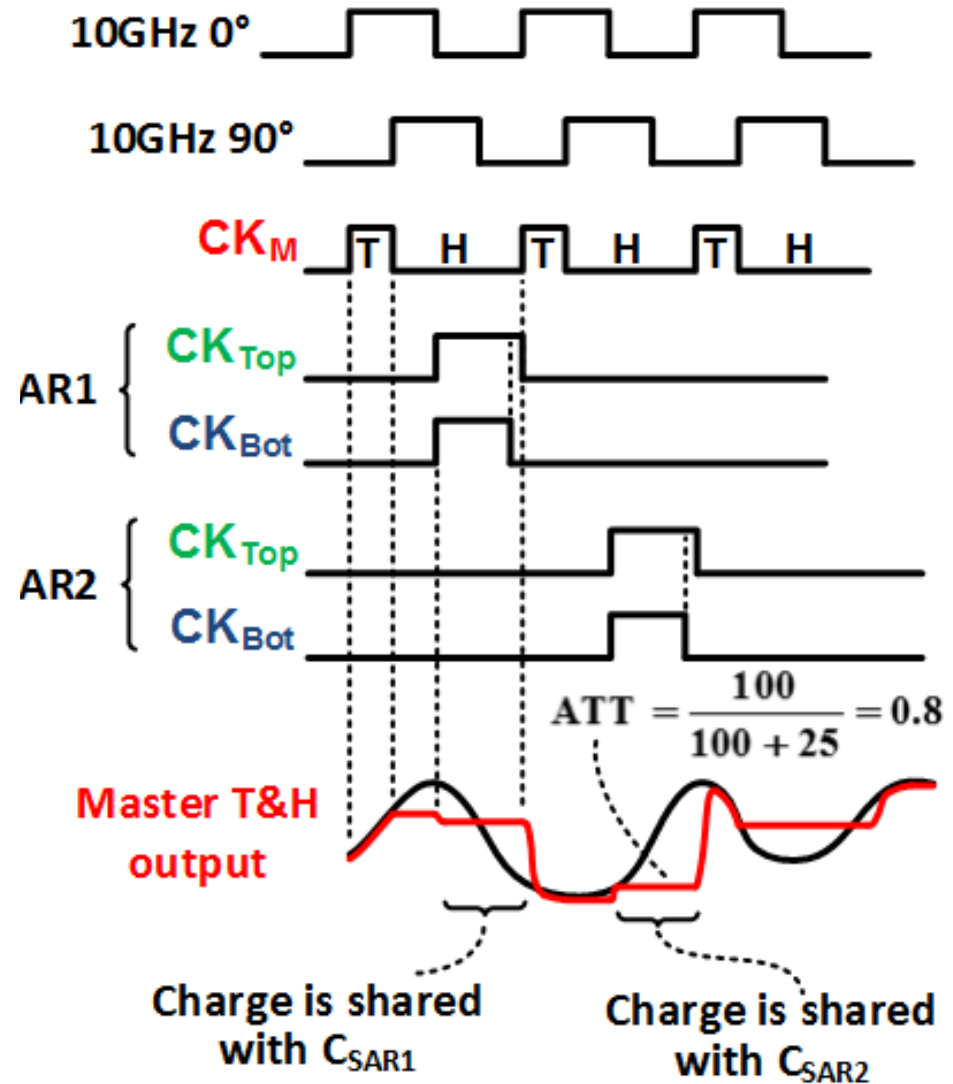 10GHz 0°
10GHz 90°
CKM
T H T H T H
CKTop
AR1
CKBot
CKTop
AR2
CKBot
ATT = 100 / (100 + 25) = 0.8
Master T&H
output
Charge is shared
with CSAR1
Charge is shared
with CSAR2